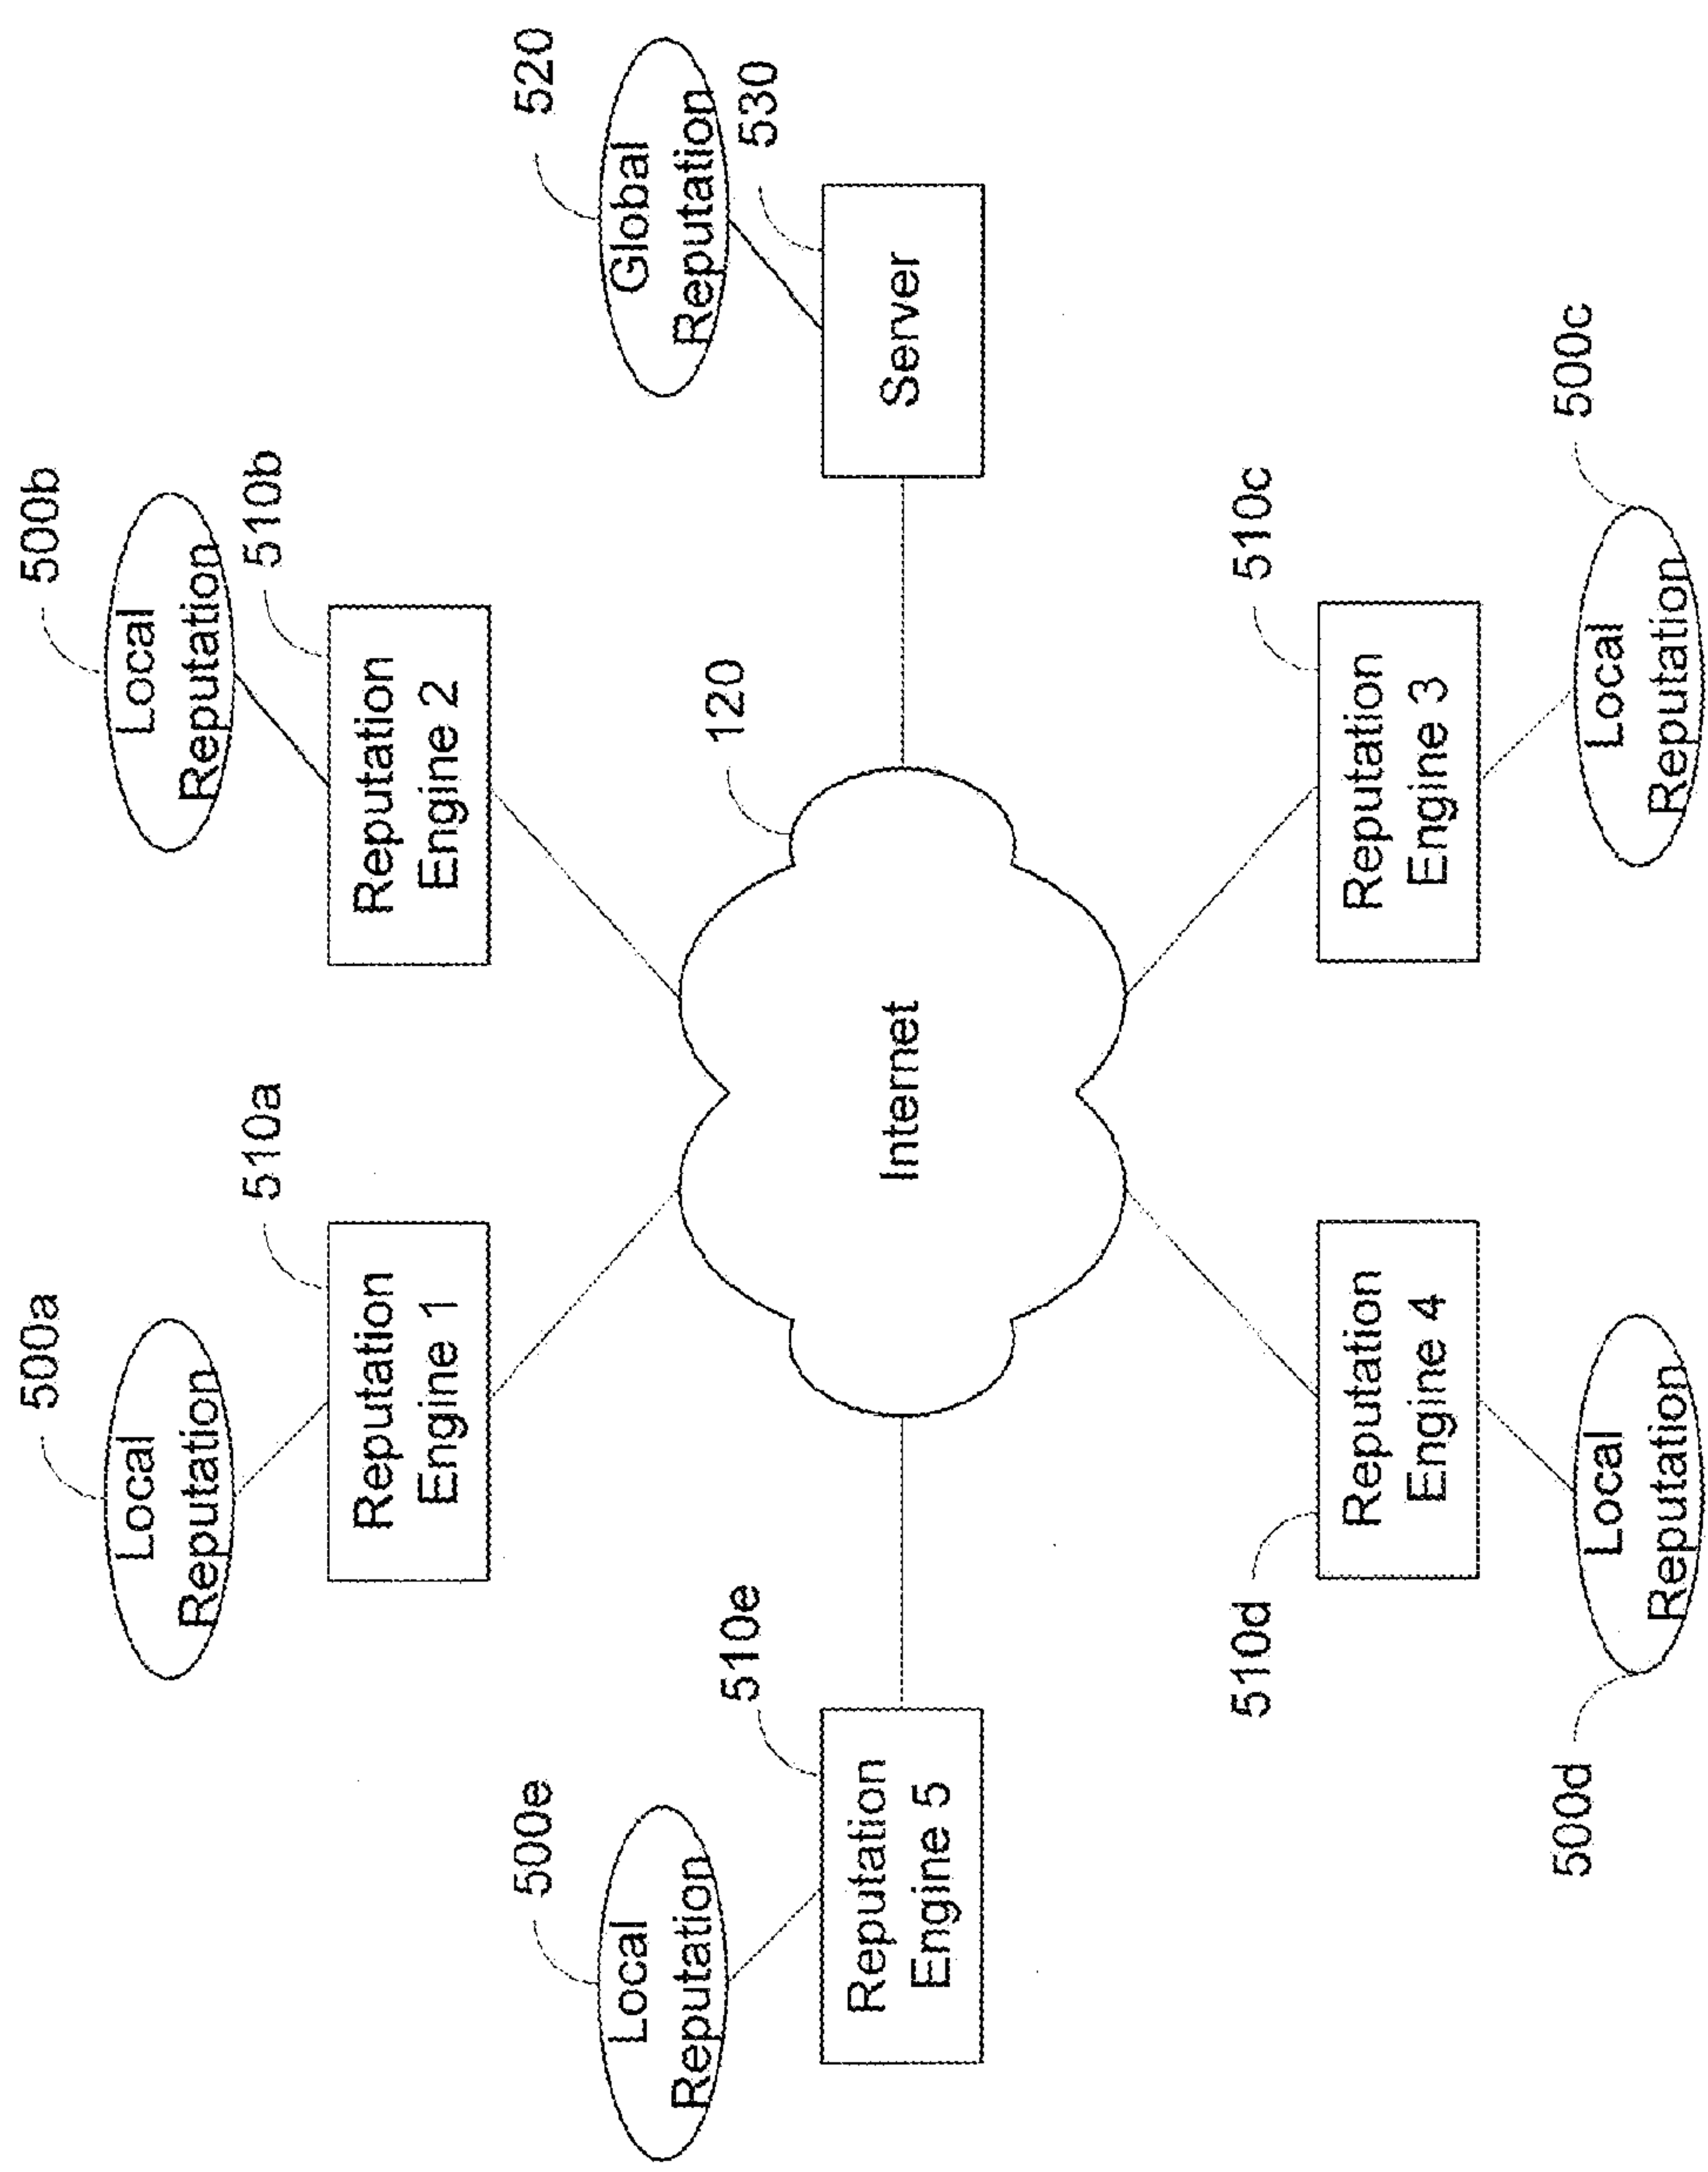 500a
Local
Reputation
510a
Reputation
Engine 1
500b
Local
Reputation
510b
Reputation
Engine 2
500e
Local
Reputation
510e
Reputation
Engine 5
120
Internet
520
Global
Reputation
530
Server
510d
Reputation
Engine 4
500d
Local
Reputation
510c
Reputation
Engine 3
500c
Local
Reputation